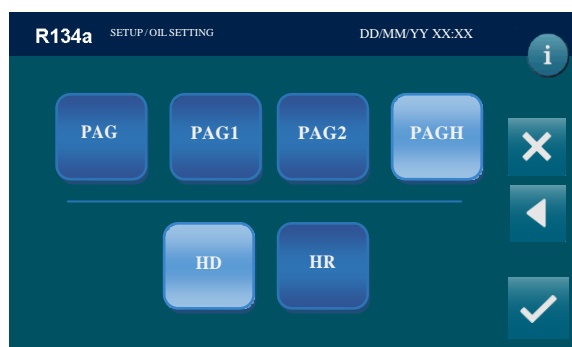 R134a SETUP/OIL SETTING DD/MM/YY XX:XX
i
PAG PAG1 PAG2 PAGH
HD HR